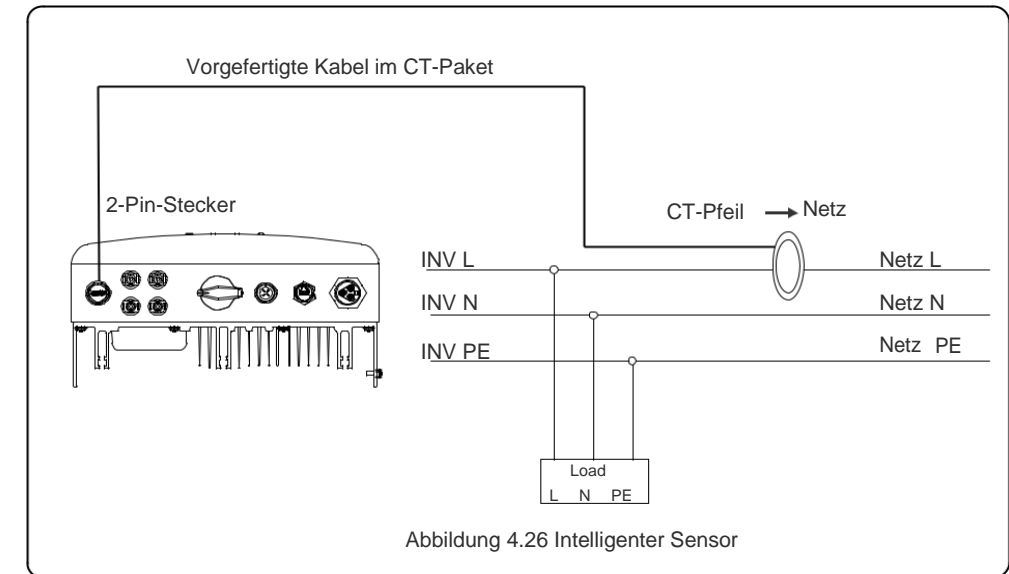 Vorgefertigte Kabel im CT-Paket
2-Pin-Stecker
CT-Pfeil → Netz
INV L
Netz L
INV N
Netz N
INV PE
Netz PE
Load
L N PE
Abbildung 4.26 Intelligenter Sensor